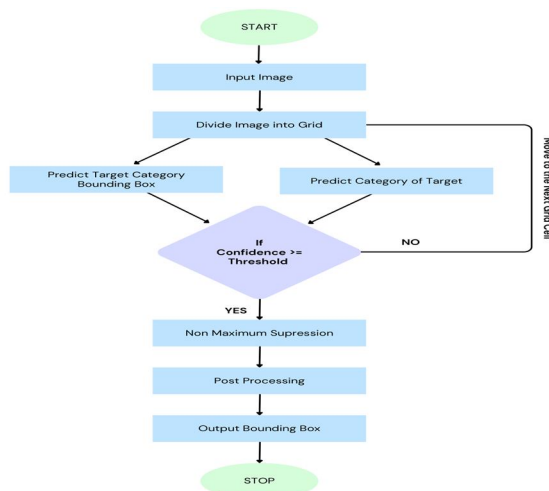 START
Input Image
Divide Image into Grid
Predict Target Category
Bounding Box
Predict Category of Target
Move to the Next Grid Cell
If
Confidence >=
Threshold
NO
YES
Non Maximum Supression
Post Processing
Output Bounding Box
STOP